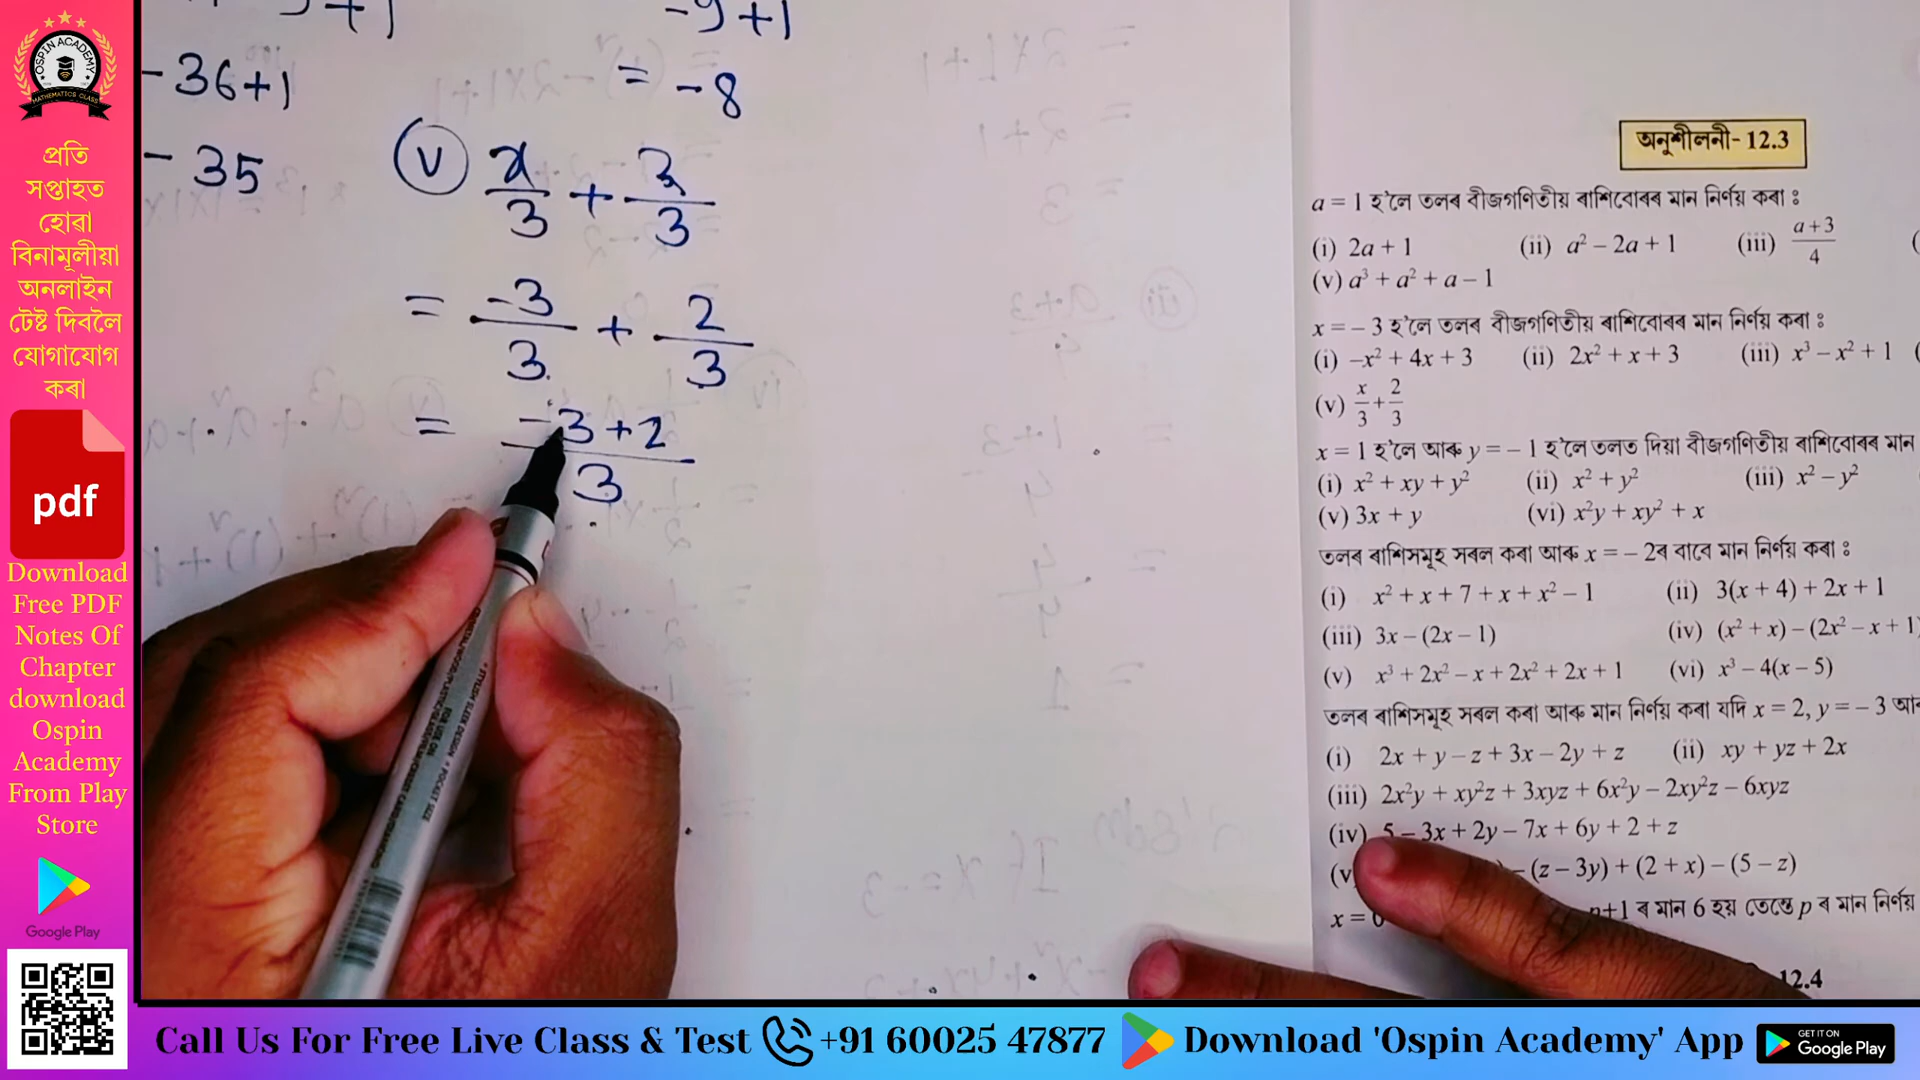 OSPIN ACADEMY
MATHEMATICS CLASS
প্ৰতি
সপ্তাহত
হোৱা
বিনামূলীয়া
অনলাইন
টেষ্ট দিবলৈ
যোগাযোগ
কৰা
pdf
Download
Free PDF
Notes Of
Chapter
download
Ospin
Academy
From Play
Store
Google Play
-36+1
-35
-9+1
= -8
(v) x/3 + 2/3
= -3/3 + 2/3
= (-3+2)/3
অনুশীলনী- 12.3
a = 1 হ'লে তলৰ বীজগণিতীয় ৰাশিবোৰৰ মান নিৰ্ণয় কৰা :
(i) 2a + 1 (ii) a² – 2a + 1 (iii) (a+3)/4
(v) a³ + a² + a – 1
x = – 3 হ'লে তলৰ বীজগণিতীয় ৰাশিবোৰৰ মান নিৰ্ণয় কৰা :
(i) –x² + 4x + 3 (ii) 2x² + x + 3 (iii) x³ – x² + 1
(v) x/3 + 2/3
x = 1 হ'লে আৰু y = – 1 হ'লে তলত দিয়া বীজগণিতীয় ৰাশিবোৰৰ মান
(i) x² + xy + y² (ii) x² + y² (iii) x² – y²
(v) 3x + y (vi) x²y + xy² + x
তলৰ ৰাশিসমূহ সৰল কৰা আৰু x = – 2ৰ বাবে মান নিৰ্ণয় কৰা :
(i) x² + x + 7 + x + x² – 1 (ii) 3(x + 4) + 2x + 1
(iii) 3x – (2x – 1) (iv) (x² + x) – (2x² – x + 1)
(v) x³ + 2x² – x + 2x² + 2x + 1 (vi) x³ – 4(x – 5)
তলৰ ৰাশিসমূহ সৰল কৰা আৰু মান নিৰ্ণয় কৰা যদি x = 2, y = – 3 আৰ
(i) 2x + y – z + 3x – 2y + z (ii) xy + yz + 2x
(iii) 2x²y + xy²z + 3xyz + 6x²y – 2xy²z – 6xyz
(iv) 5 – 3x + 2y – 7x + 6y + 2 + z
(v – (z – 3y) + (2 + x) – (5 – z)
x = 0 p+1 ৰ মান 6 হয় তেন্তে p ৰ মান নিৰ্ণয়
12.4
Call Us For Free Live Class & Test +91 60025 47877 Download 'Ospin Academy' App GET IT ON Google Play